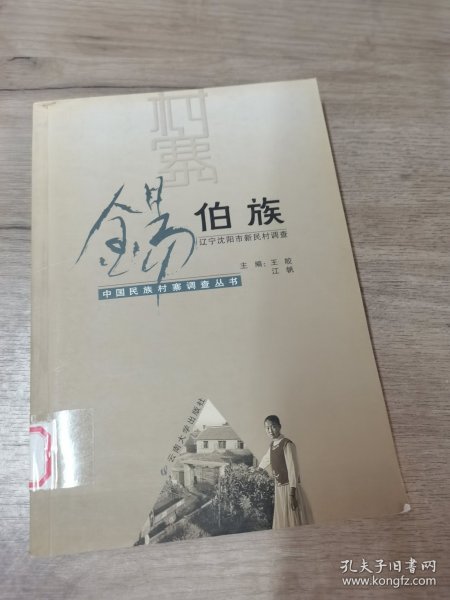 村寨
锡伯族
辽宁沈阳市新民村调查
主编:王皎
江帆
中国民族村寨调查丛书
云南大学出版社
孔夫子旧书网
www.kongfz.com